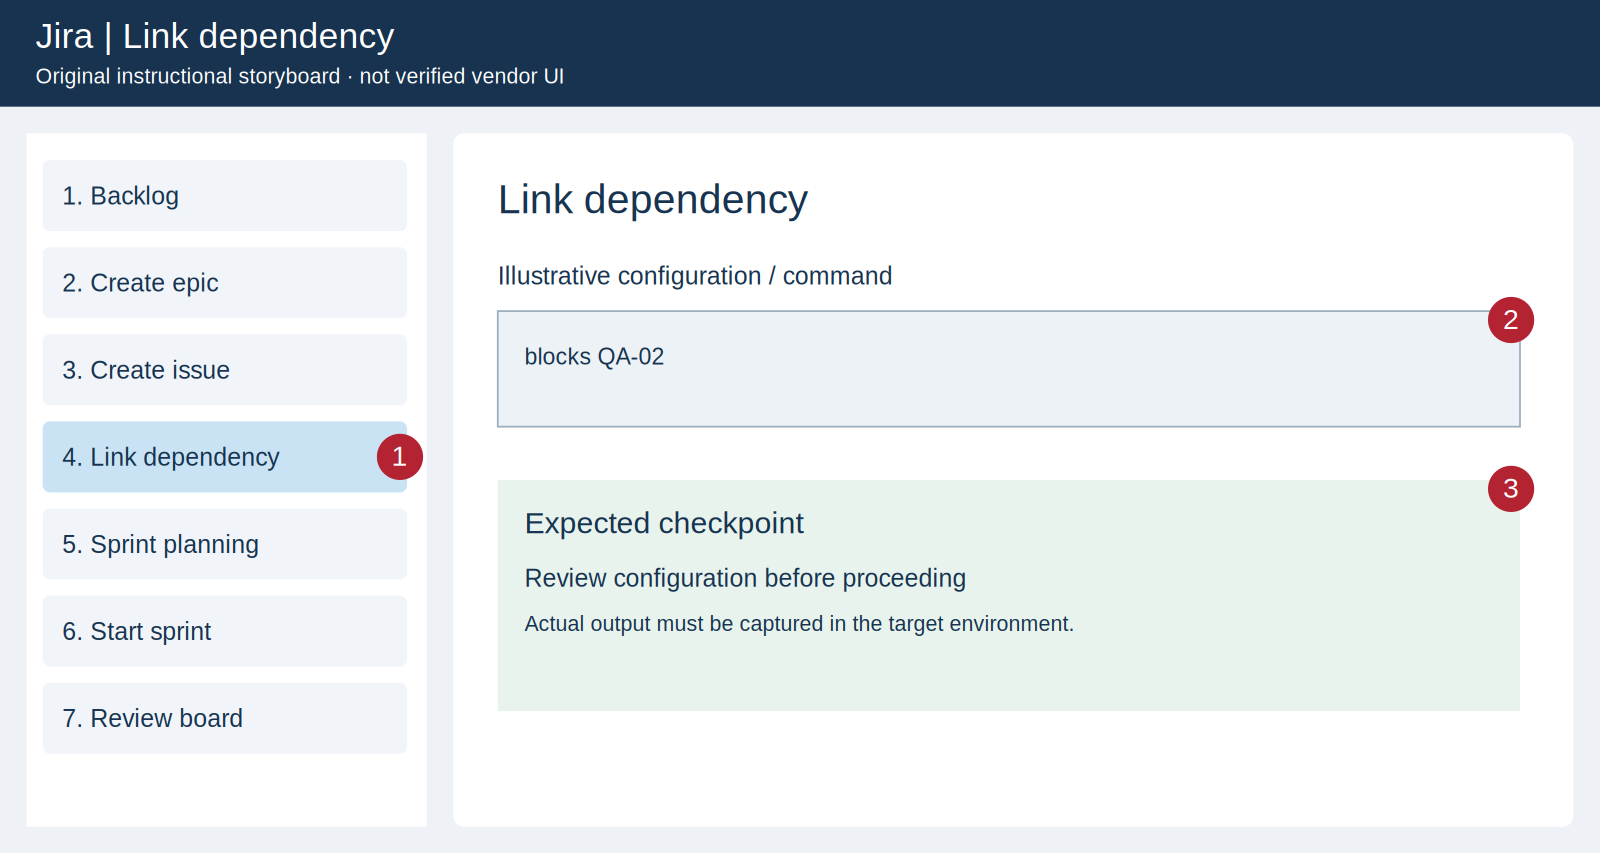 Jira | Link dependency
Original instructional storyboard · not verified vendor UI
1. Backlog
2. Create epic
3. Create issue
4. Link dependency
1
5. Sprint planning
6. Start sprint
7. Review board
Link dependency
Illustrative configuration / command
2
blocks QA-02
3
Expected checkpoint
Review configuration before proceeding
Actual output must be captured in the target environment.